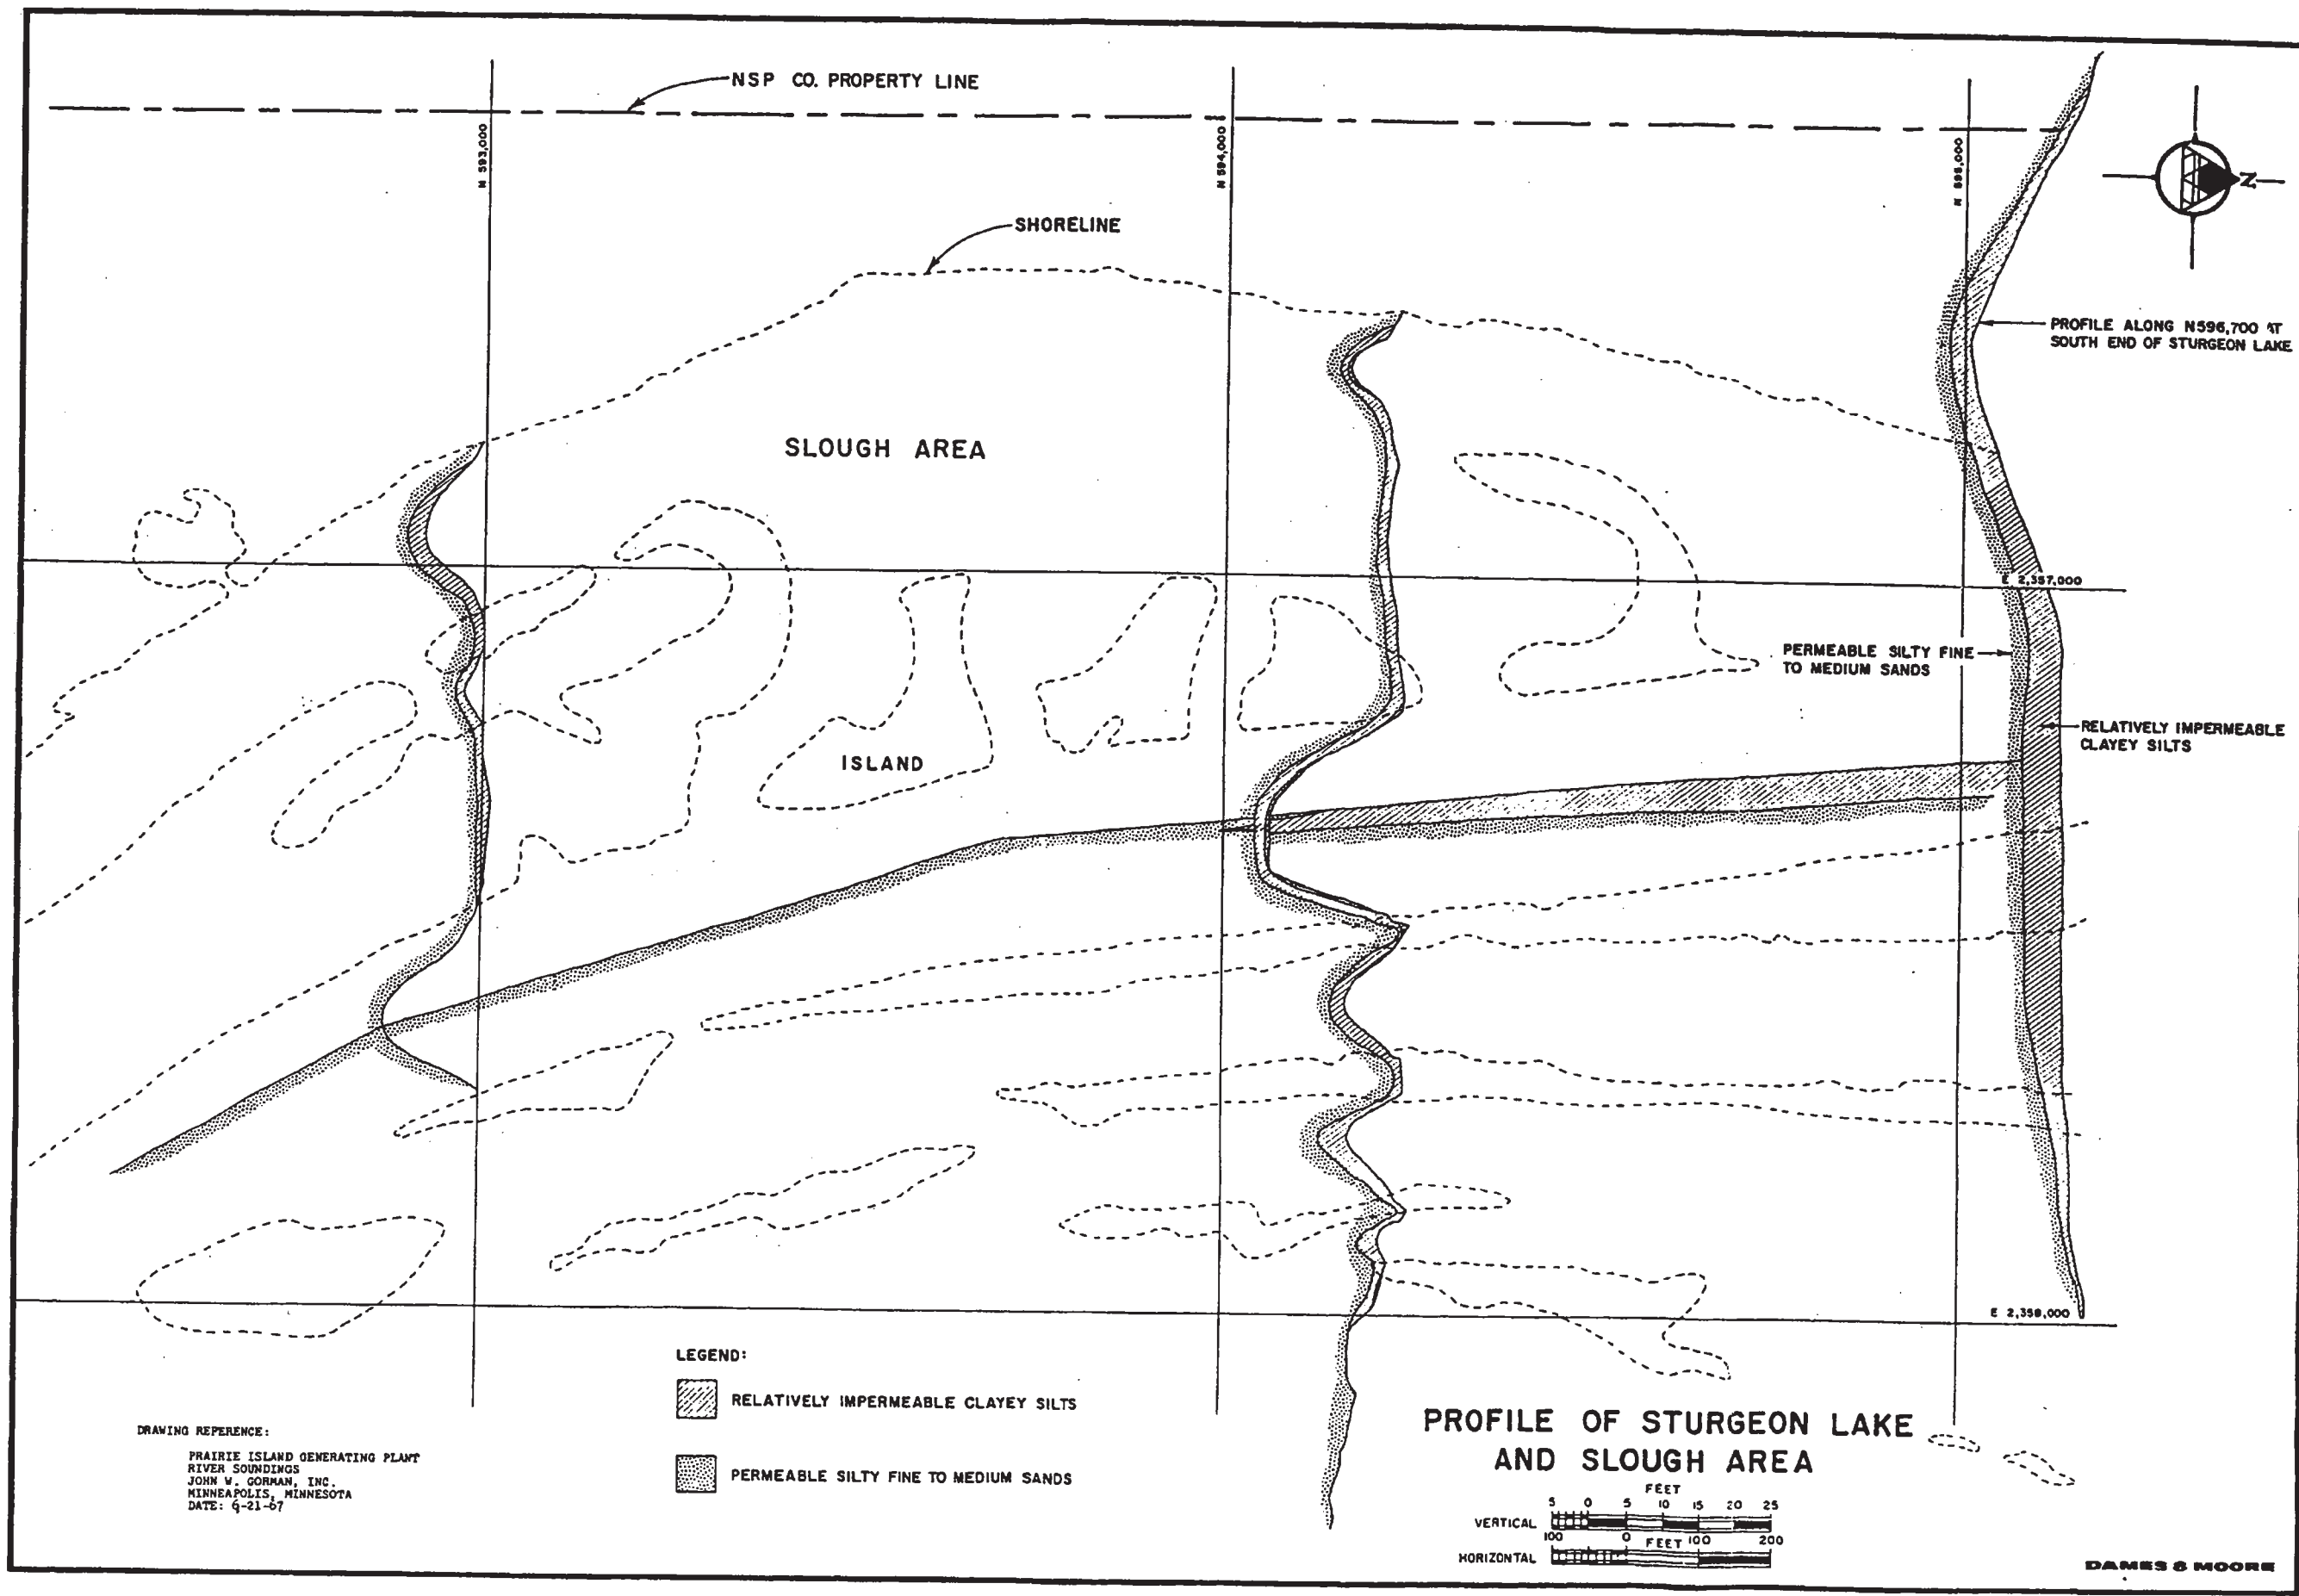 NSP CO. PROPERTY LINE
N 593,000
N 594,000
N 595,000
N
SHORELINE
PROFILE ALONG N596,700 AT
SOUTH END OF STURGEON LAKE
SLOUGH AREA
E 2,357,000
PERMEABLE SILTY FINE
TO MEDIUM SANDS
RELATIVELY IMPERMEABLE
CLAYEY SILTS
ISLAND
E 2,358,000
LEGEND:
RELATIVELY IMPERMEABLE CLAYEY SILTS
PERMEABLE SILTY FINE TO MEDIUM SANDS
DRAWING REFERENCE:
PRAIRIE ISLAND GENERATING PLANT
RIVER SOUNDINGS
JOHN W. GORMAN, INC.
MINNEAPOLIS, MINNESOTA
DATE: 6-21-67
PROFILE OF STURGEON LAKE
AND SLOUGH AREA
FEET
5 0 5 10 15 20 25
VERTICAL
100 0 FEET 100 200
HORIZONTAL
DAMES & MOORE